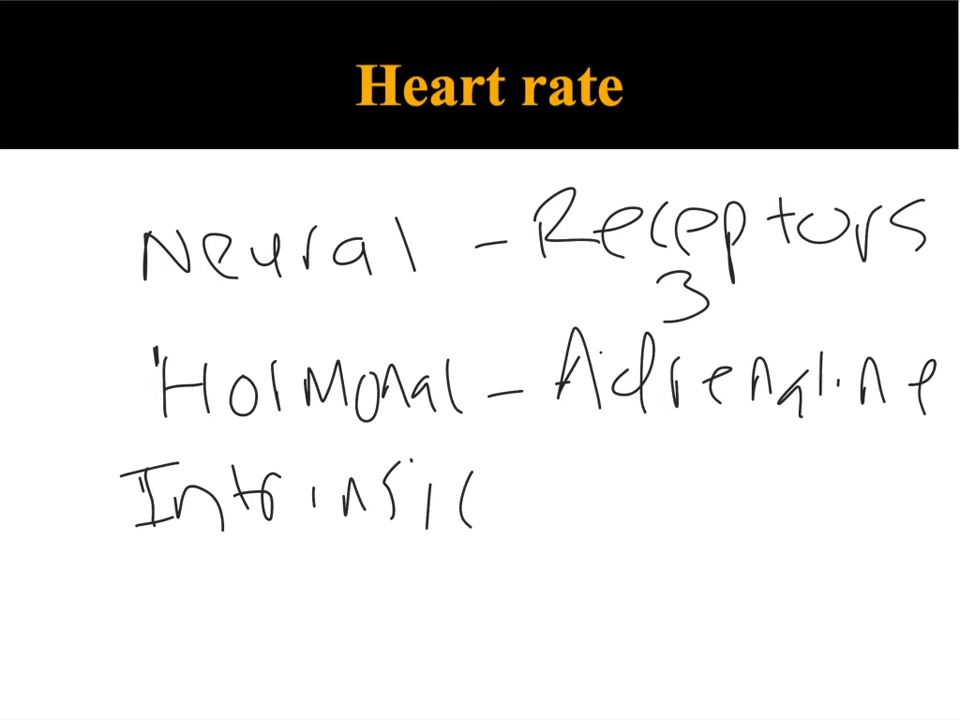 Heart rate
Neural - Receptors
3
Hormonal - Adrenaline
Intrinsic